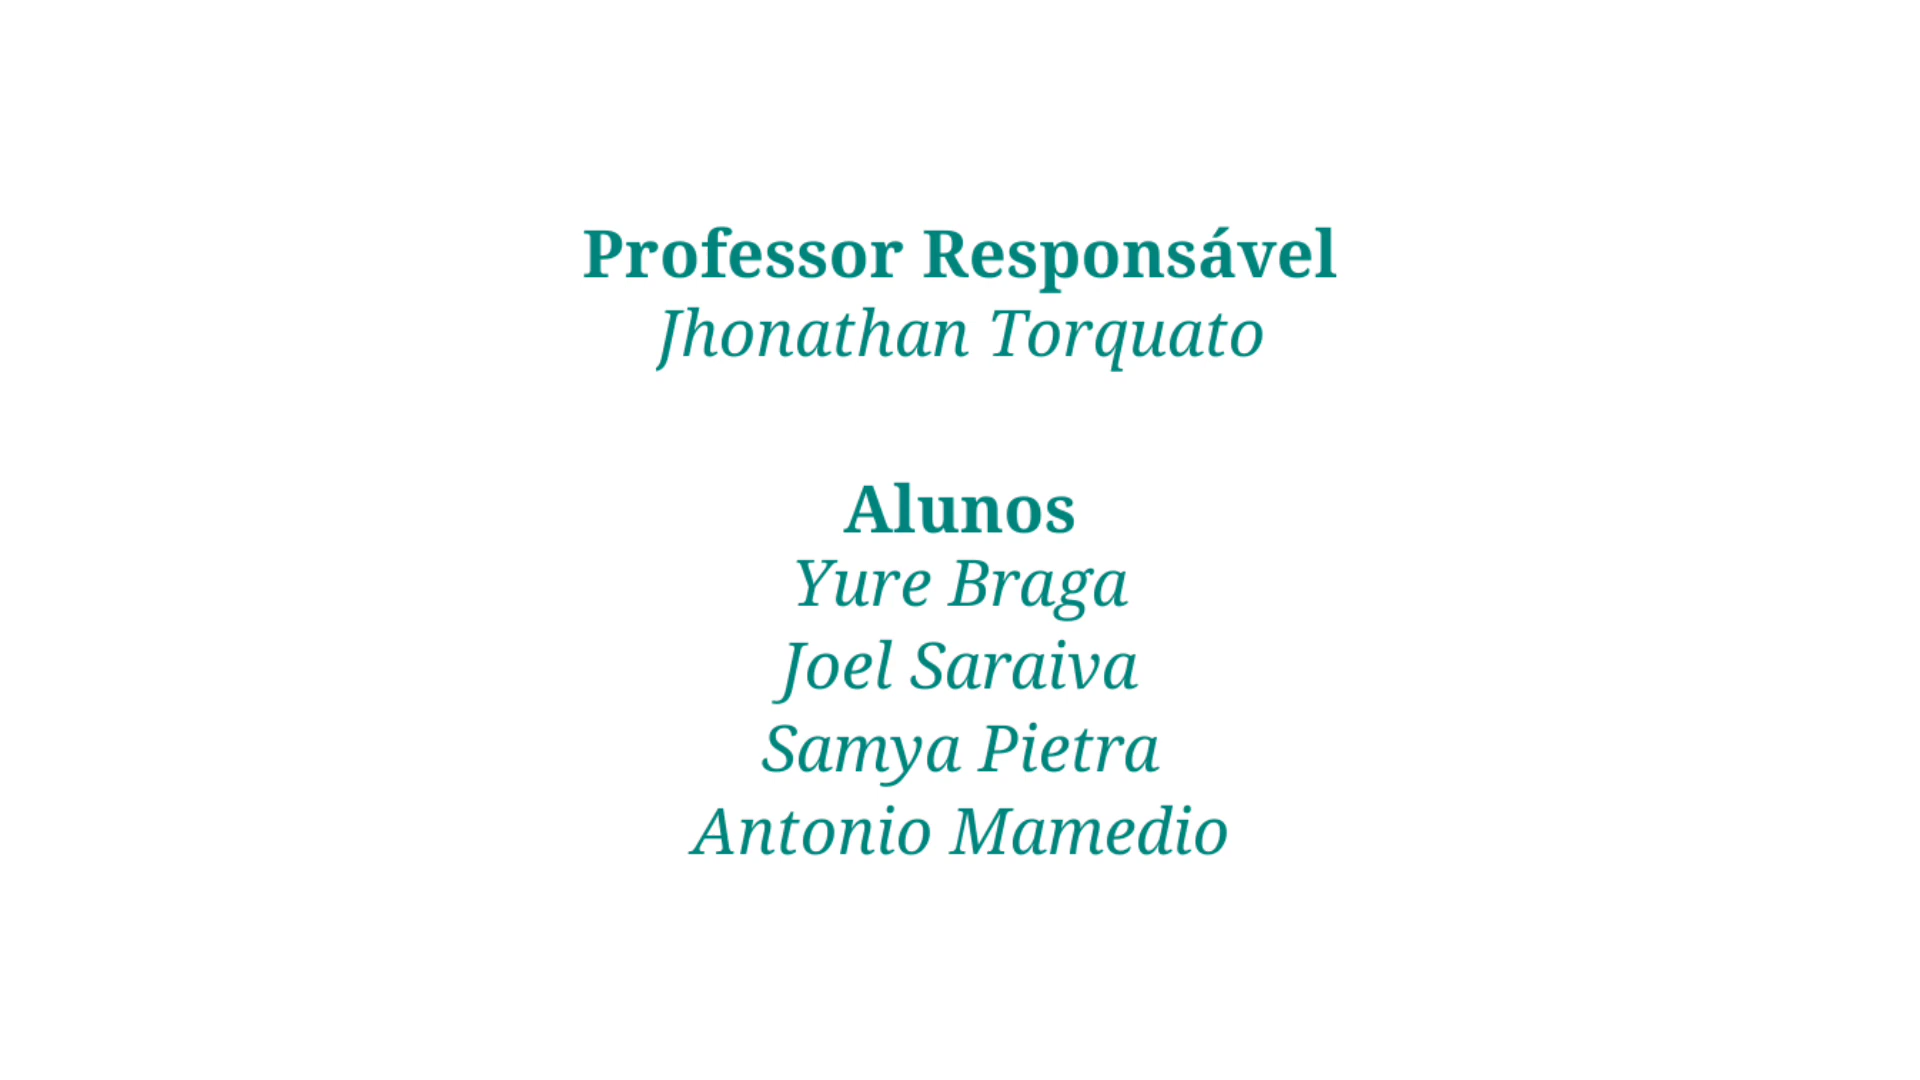 Professor Responsável
Jhonathan Torquato
Alunos
Yure Braga
Joel Saraiva
Samya Pietra
Antonio Mamedio